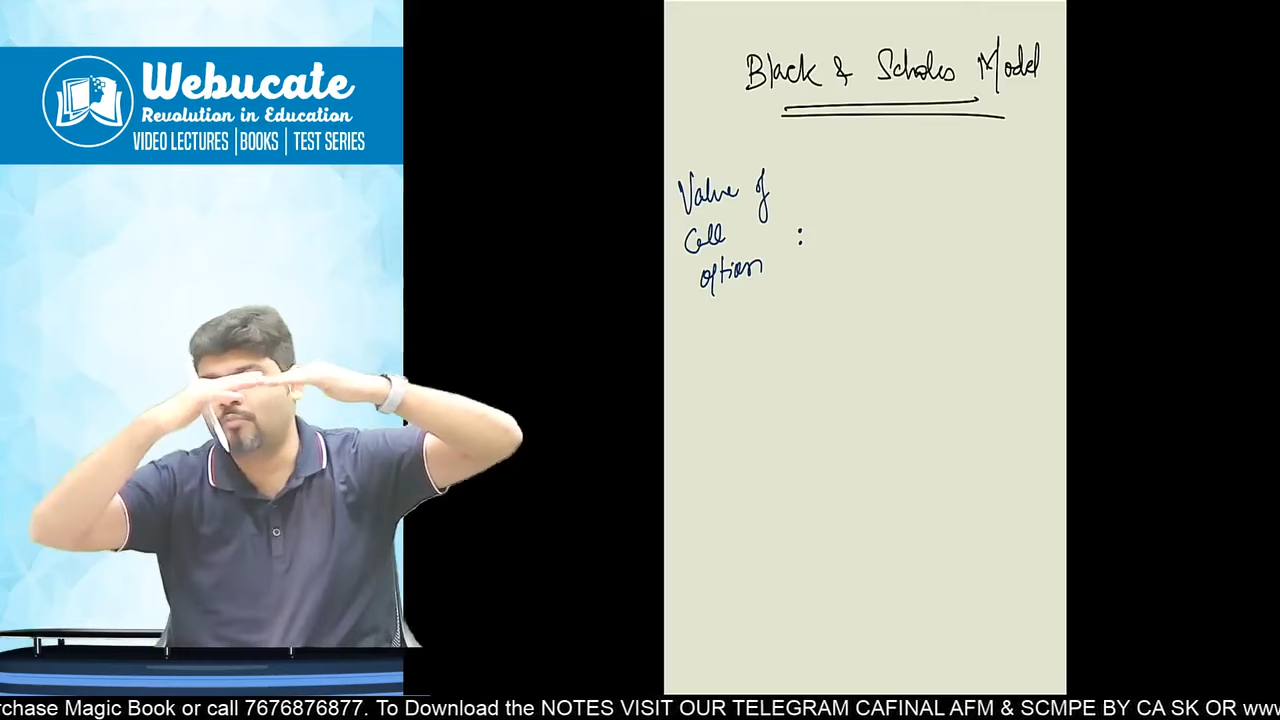 Webucate
Revolution in Education
VIDEO LECTURES | BOOKS | TEST SERIES
Black & Scholes Model
Value of
Call :
option
rchase Magic Book or call 7676876877. To Download the NOTES VISIT OUR TELEGRAM CAFINAL AFM & SCMPE BY CA SK OR ww